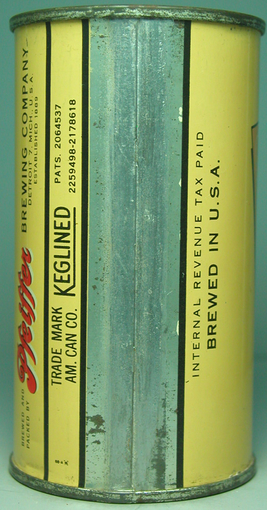 BREWED AND
PACKED BY
Pfeiffer
BREWING COMPANY
DETROIT 7, MICH., U.S.A.
ESTABLISHED 1889
TRADE MARK
AM. CAN CO.
KEGLINED
PATS. 2064537
2259498-2178618
INTERNAL REVENUE TAX PAID
BREWED IN U.S.A.